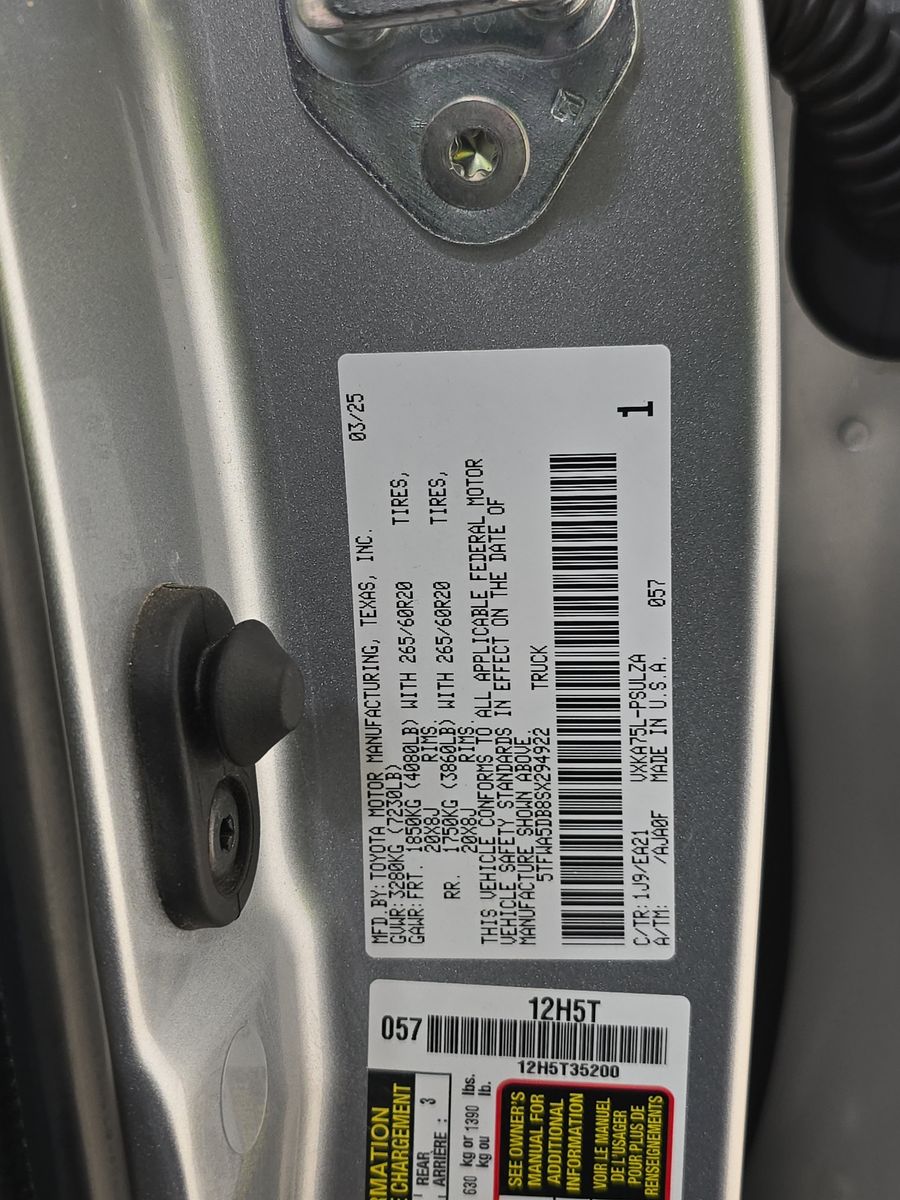 03/25
MFD.BY:TOYOTA MOTOR MANUFACTURING, TEXAS, INC.
GVWR:3280KG (7230LB)
GAWR:FRT. 1850KG (4080LB) WITH 265/60R20 TIRES,
20X8J RIMS.
RR. 1750KG (3860LB) WITH 265/60R20 TIRES,
20X8J RIMS.
THIS VEHICLE CONFORMS TO ALL APPLICABLE FEDERAL MOTOR
VEHICLE SAFETY STANDARDS IN EFFECT ON THE DATE OF
MANUFACTURE SHOWN ABOVE.
5TFWA5DB8SX294922 TRUCK
C/TR:1J9/EA21 VXKA75L-PSULZA 057
A/TM: /AJA0F MADE IN U.S.A.
1
12H5T
057
12H5T35200
RMATION
E CHARGEMENT
REAR 3
ARRIÈRE :
630 kg or 1390 lbs.
kg ou lb.
SEE OWNER'S
MANUAL FOR
ADDITIONAL
INFORMATION
VOIR LE MANUEL
DE L'USAGER
POUR PLUS DE
RENSEIGNEMENTS